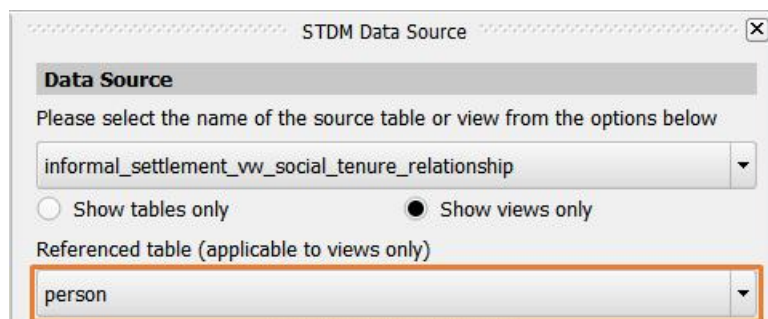 STDM Data Source
Data Source
Please select the name of the source table or view from the options below
informal_settlement_vw_social_tenure_relationship
Show tables only Show views only
Referenced table (applicable to views only)
person